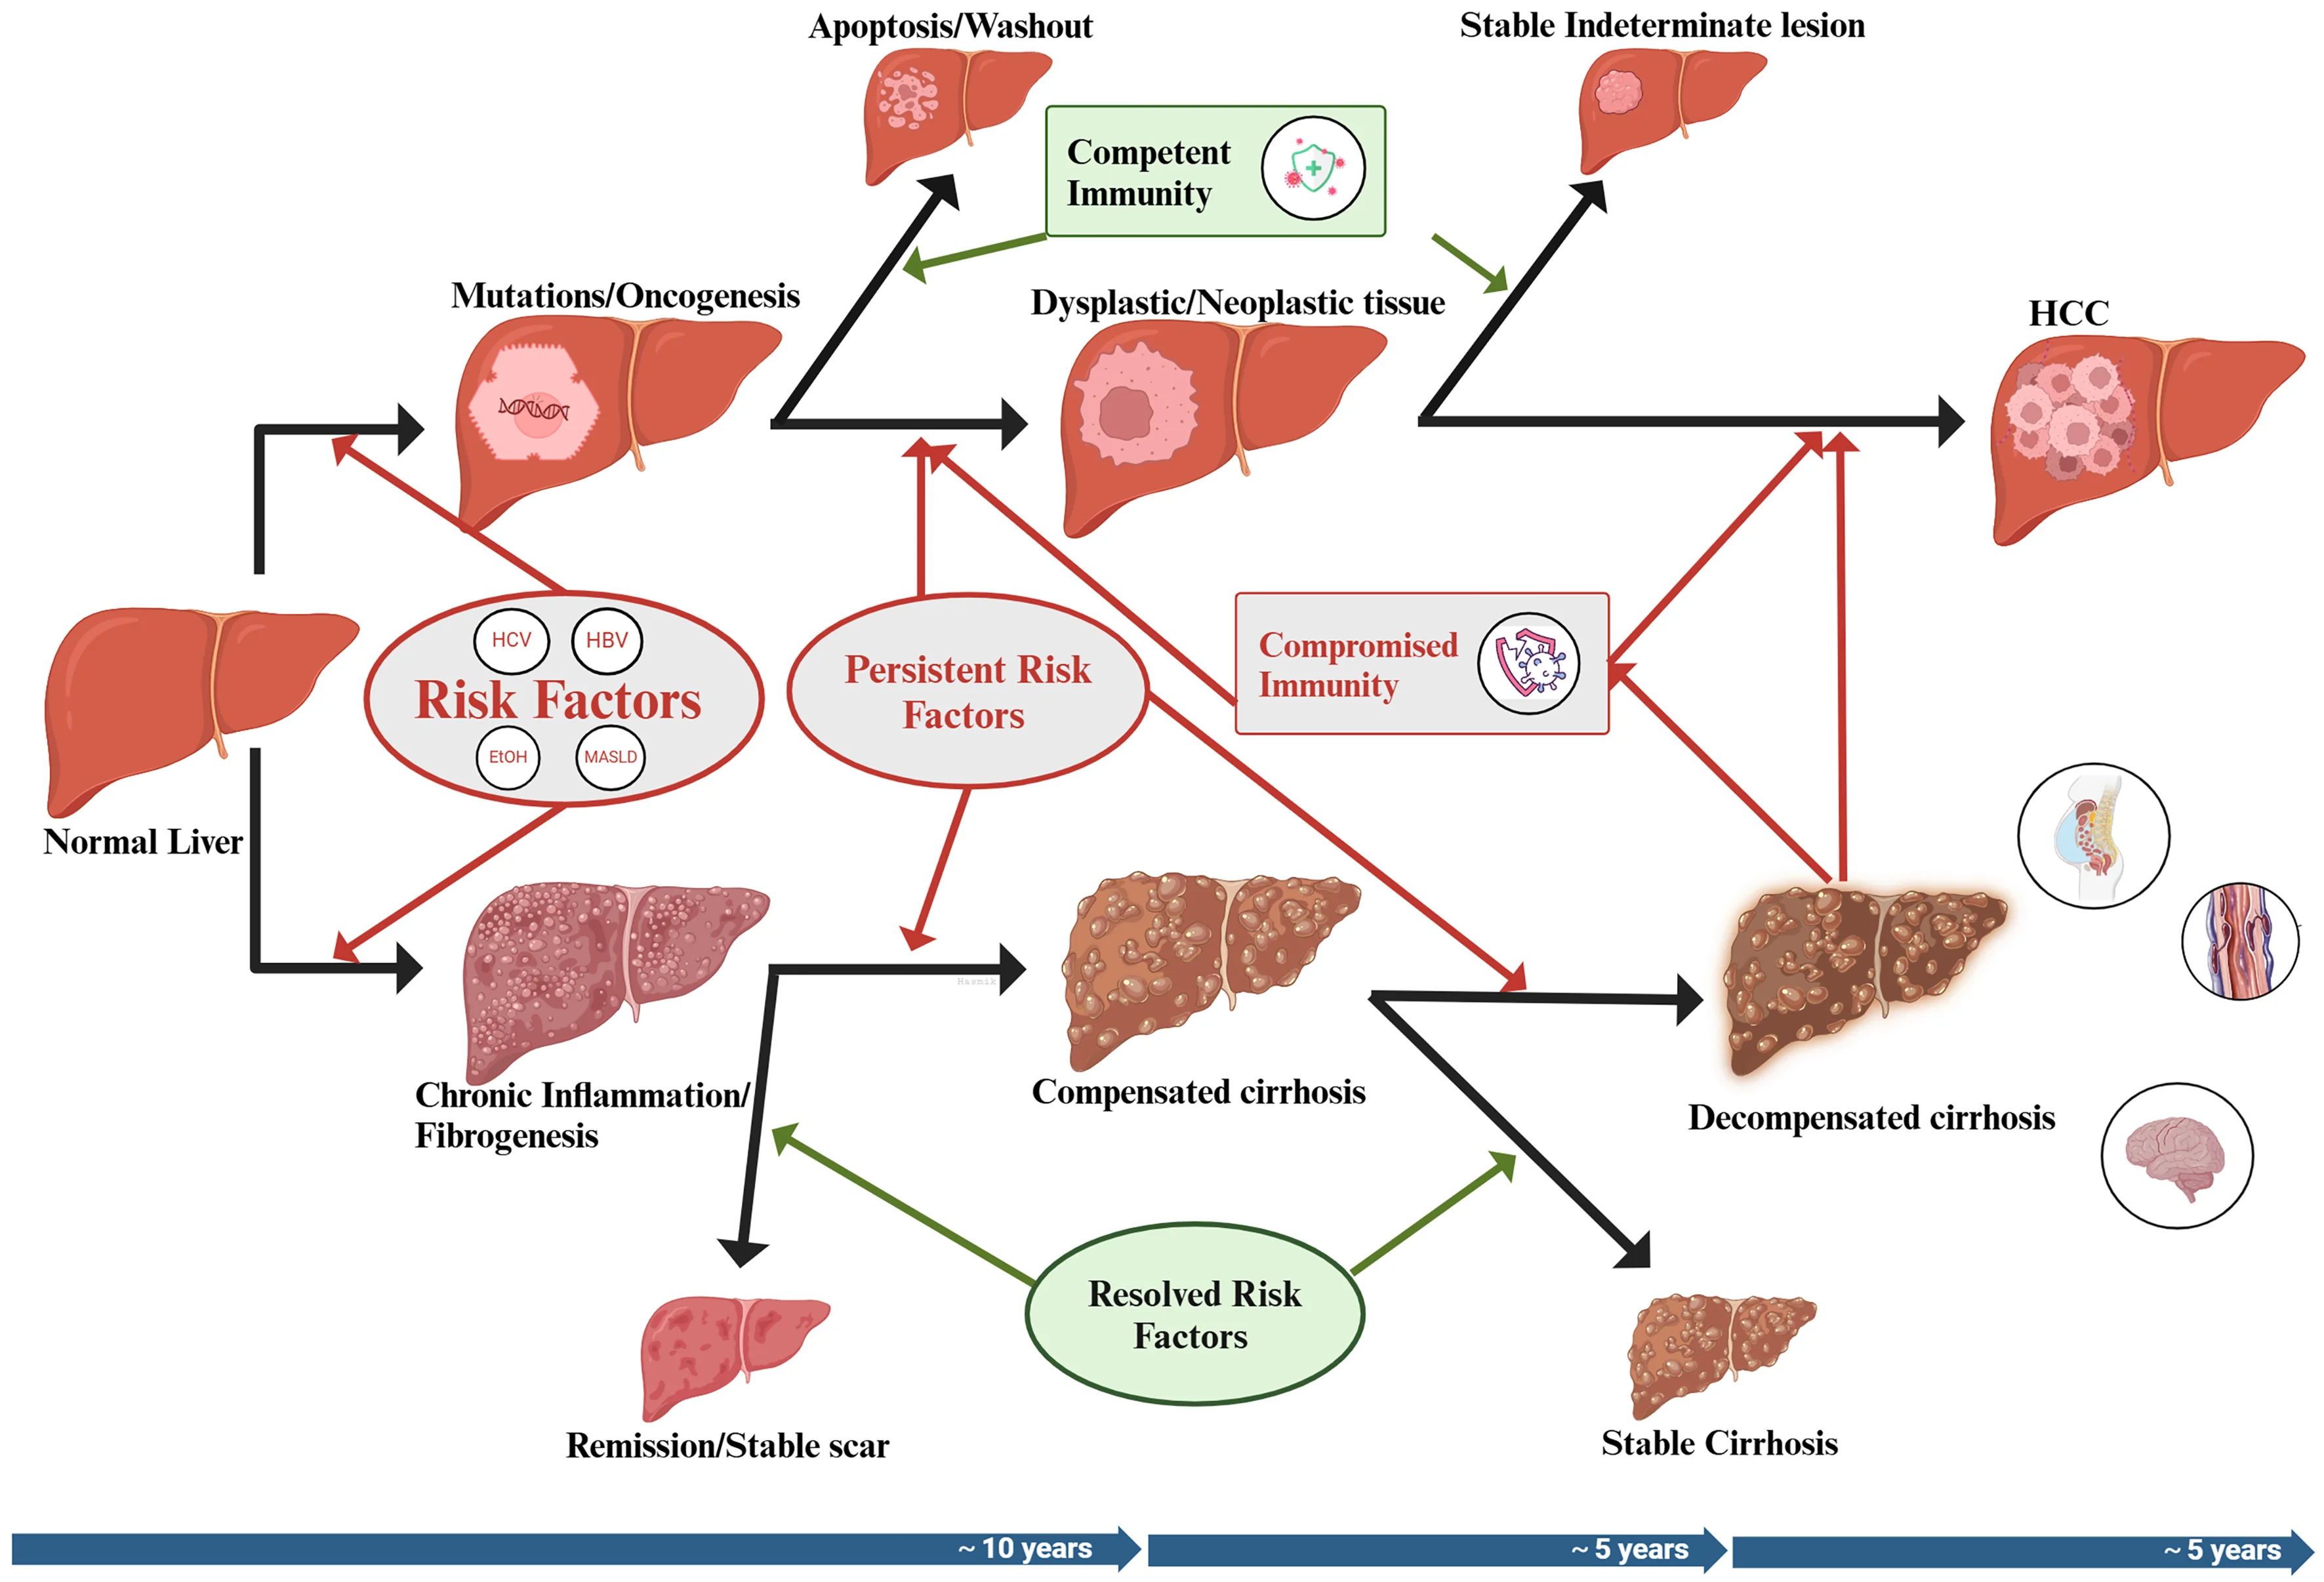 Apoptosis/Washout
Stable Indeterminate lesion
Competent
Immunity
Mutations/Oncogenesis
Dysplastic/Neoplastic tissue
HCC
HCV
HBV
Risk Factors
EtOH
MASLD
Persistent Risk
Factors
Compromised
Immunity
Normal Liver
Hasmik
Chronic Inflammation/
Fibrogenesis
Compensated cirrhosis
Decompensated cirrhosis
Resolved Risk
Factors
Remission/Stable scar
Stable Cirrhosis
~ 10 years
~ 5 years
~ 5 years